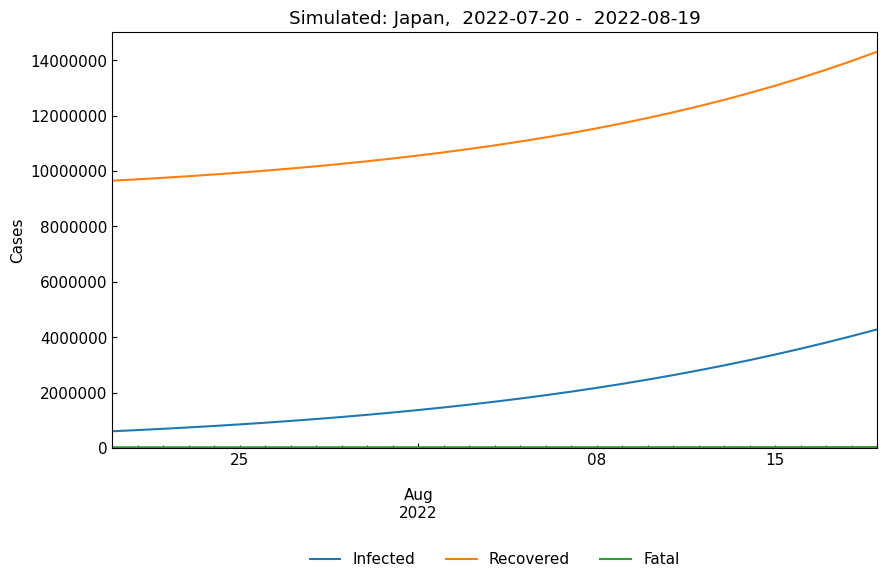 Simulated: Japan,  2022-07-20 -  2022-08-19
Cases
14000000
12000000
10000000
8000000
6000000
4000000
2000000
0
25
08
15
Aug
2022
Infected
Recovered
Fatal